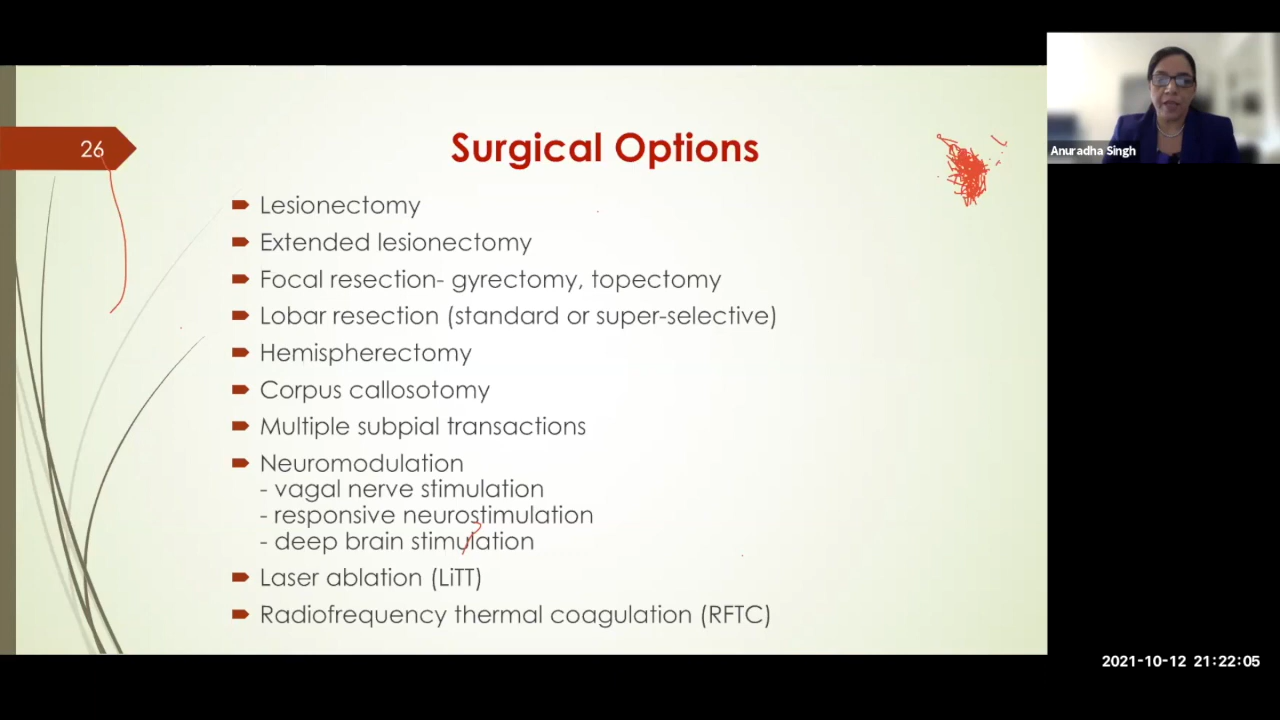 26
Surgical Options
Lesionectomy
Extended lesionectomy
Focal resection- gyrectomy, topectomy
Lobar resection (standard or super-selective)
Hemispherectomy
Corpus callosotomy
Multiple subpial transactions
Neuromodulation
- vagal nerve stimulation
- responsive neurostimulation
- deep brain stimulation
Laser ablation (LiTT)
Radiofrequency thermal coagulation (RFTC)
Anuradha Singh
2021-10-12 21:22:05